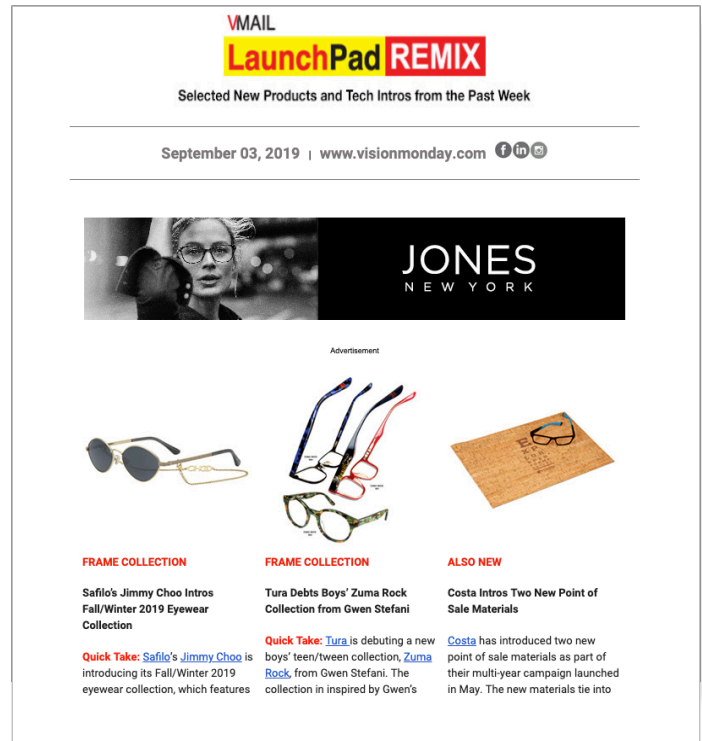 VMAIL
LaunchPad REMIX
Selected New Products and Tech Intros from the Past Week
September 03, 2019 | www.visionmonday.com
JONES
NEW YORK
Advertisement
FRAME COLLECTION
Safilo's Jimmy Choo Intros
Fall/Winter 2019 Eyewear
Collection
Quick Take: Safilo's Jimmy Choo is
introducing its Fall/Winter 2019
eyewear collection, which features
FRAME COLLECTION
Tura Debts Boys' Zuma Rock
Collection from Gwen Stefani
Quick Take: Tura is debuting a new
boys' teen/tween collection, Zuma
Rock, from Gwen Stefani. The
collection in inspired by Gwen's
ALSO NEW
Costa Intros Two New Point of
Sale Materials
Costa has introduced two new
point of sale materials as part of
their multi-year campaign launched
in May. The new materials tie into